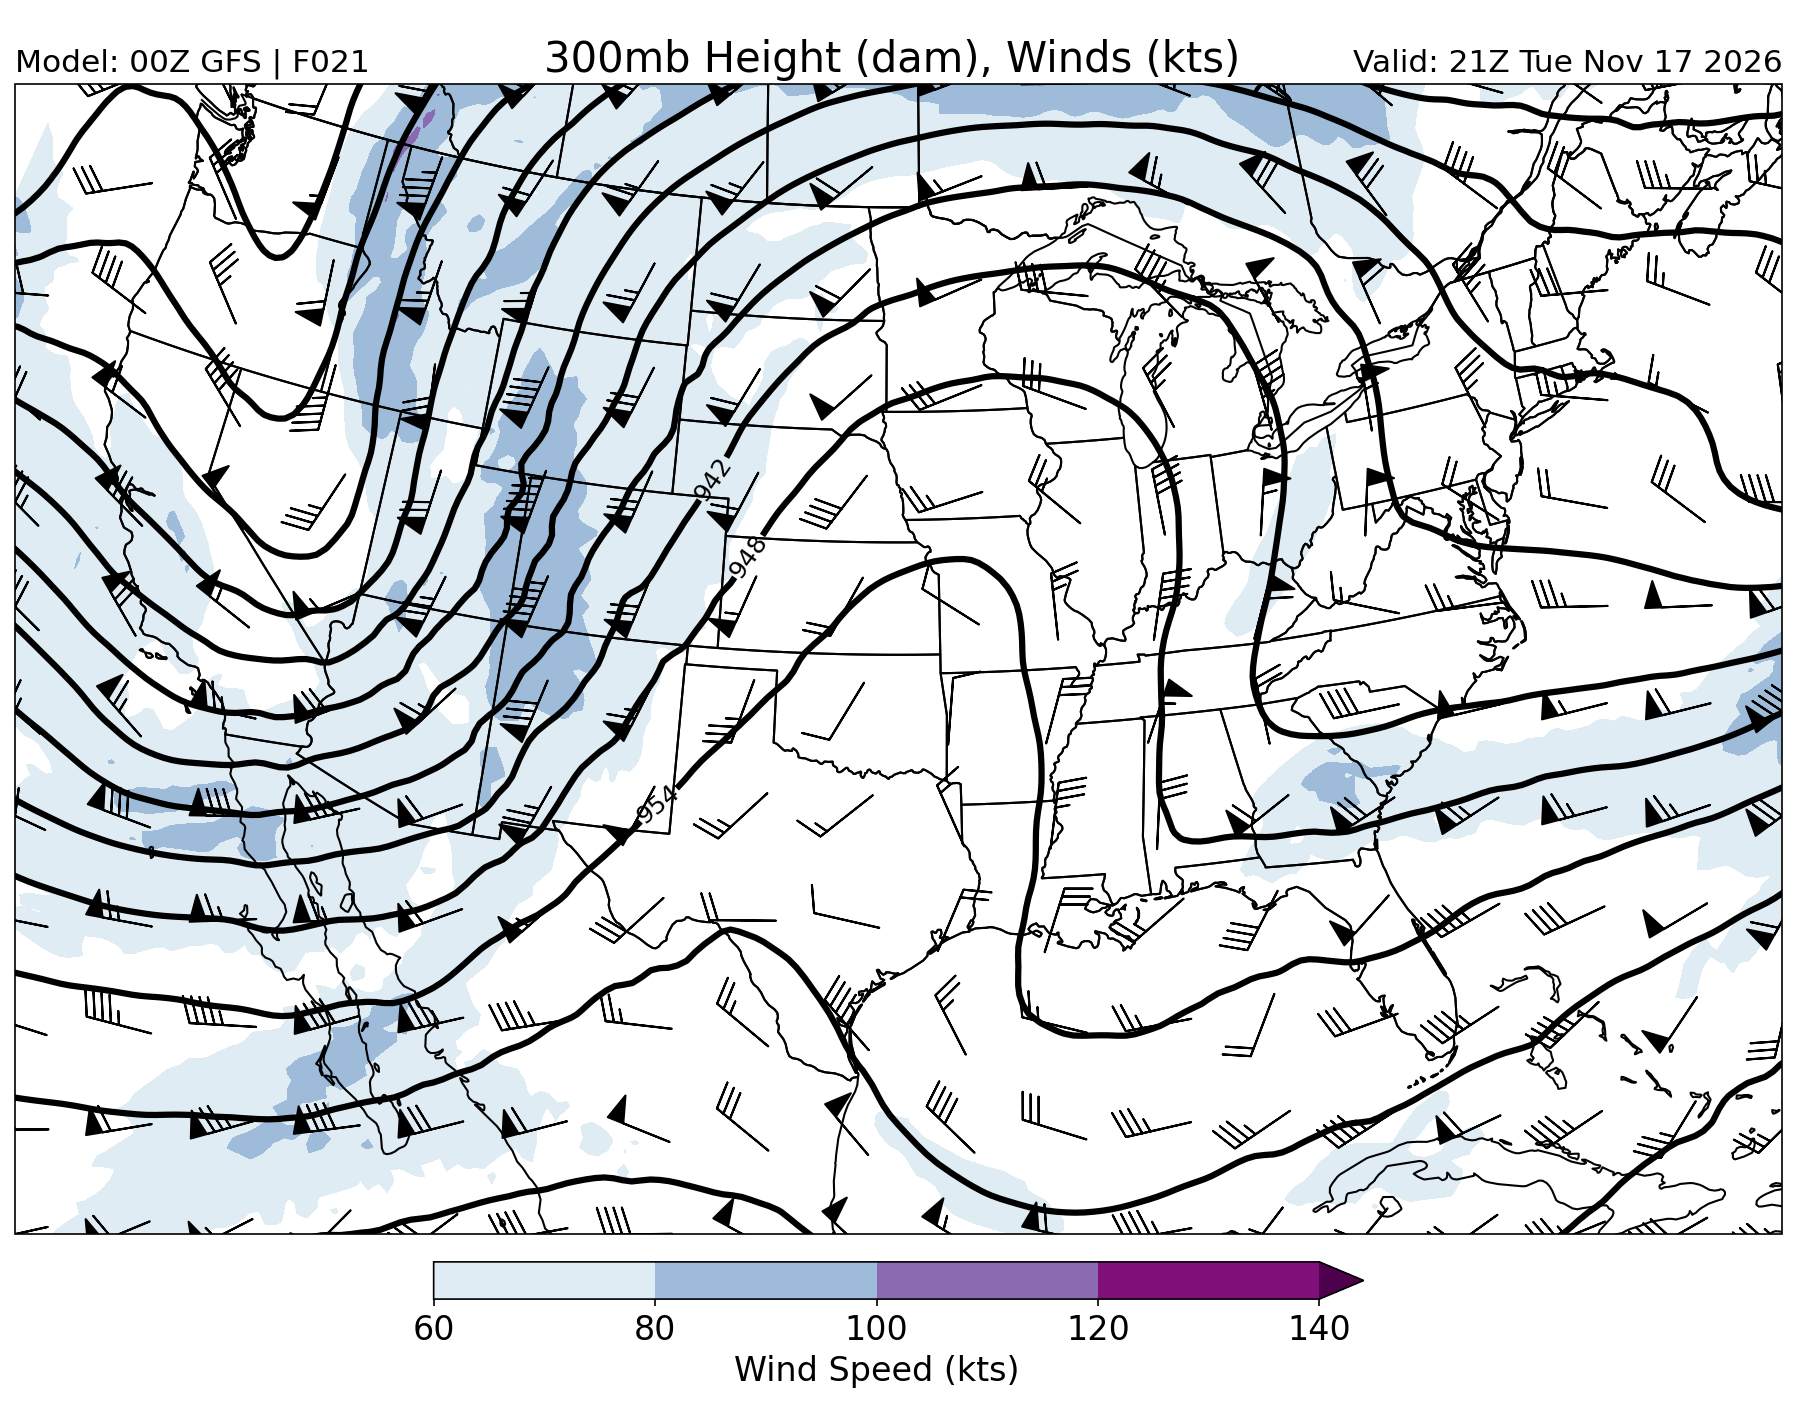 Model: 00Z GFS | F021
300mb Height (dam), Winds (kts)
Valid: 21Z Tue Nov 17 2026
942
948
954
60 80 100 120 140
Wind Speed (kts)